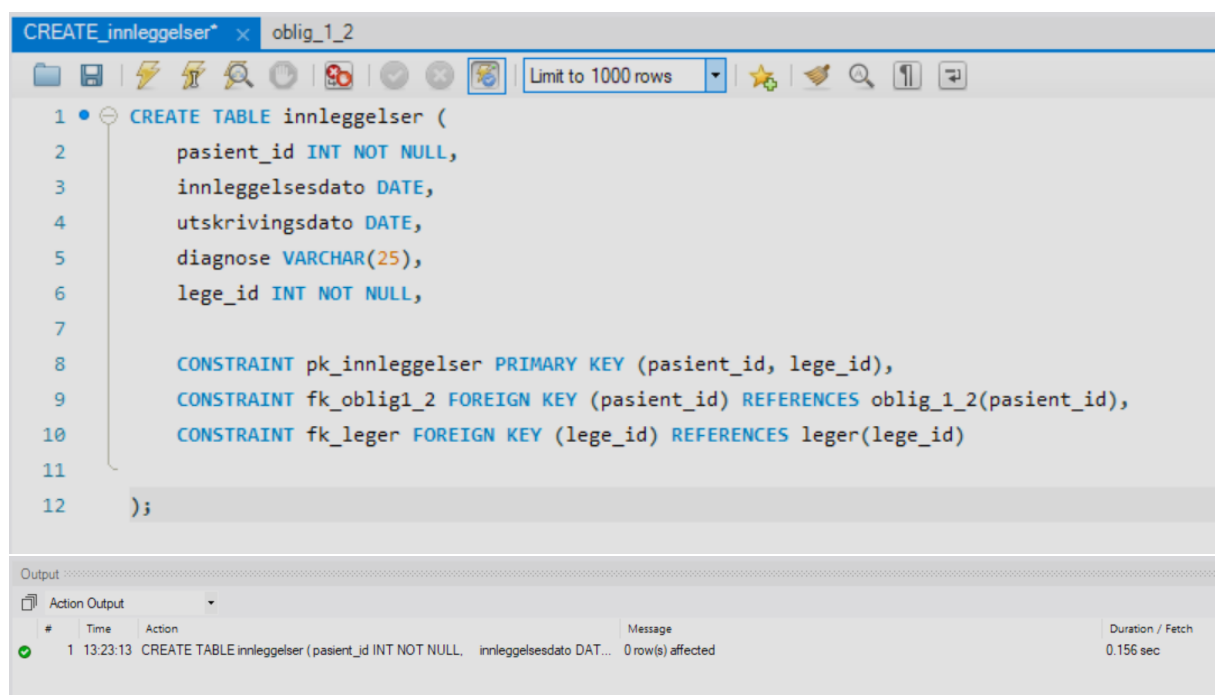 CREATE_innleggelser* × oblig_1_2
Limit to 1000 rows
1 CREATE TABLE innleggelser (
2 pasient_id INT NOT NULL,
3 innleggelsesdato DATE,
4 utskrivingsdato DATE,
5 diagnose VARCHAR(25),
6 lege_id INT NOT NULL,
7
8 CONSTRAINT pk_innleggelser PRIMARY KEY (pasient_id, lege_id),
9 CONSTRAINT fk_oblig1_2 FOREIGN KEY (pasient_id) REFERENCES oblig_1_2(pasient_id),
10 CONSTRAINT fk_leger FOREIGN KEY (lege_id) REFERENCES leger(lege_id)
11
12 );
Output
Action Output
# Time Action Message Duration / Fetch
1 13:23:13 CREATE TABLE innleggelser ( pasient_id INT NOT NULL, innleggelsesdato DAT... 0 row(s) affected 0.156 sec